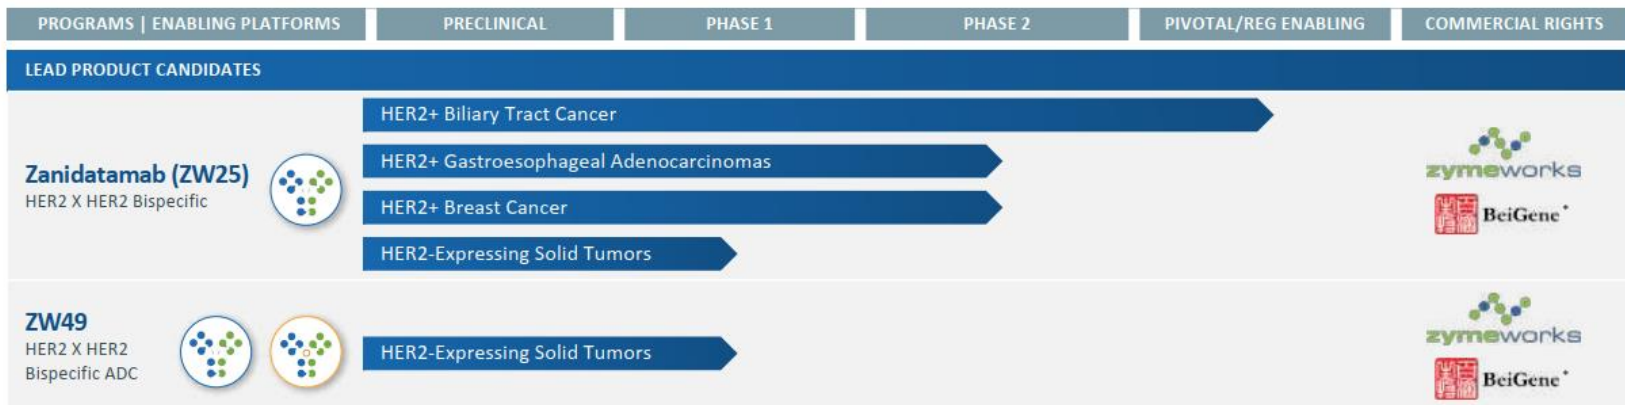 PROGRAMS | ENABLING PLATFORMS
PRECLINICAL
PHASE 1
PHASE 2
PIVOTAL/REG ENABLING
COMMERCIAL RIGHTS
LEAD PRODUCT CANDIDATES
Zanidatamab (ZW25)
HER2 X HER2 Bispecific
HER2+ Biliary Tract Cancer
HER2+ Gastroesophageal Adenocarcinomas
HER2+ Breast Cancer
HER2-Expressing Solid Tumors
zymeworks
BeiGene
ZW49
HER2 X HER2
Bispecific ADC
HER2-Expressing Solid Tumors
zymeworks
BeiGene